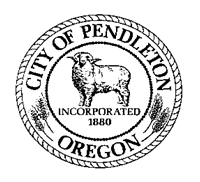 CITY OF PENDLETON
INCORPORATED
1880
OREGON